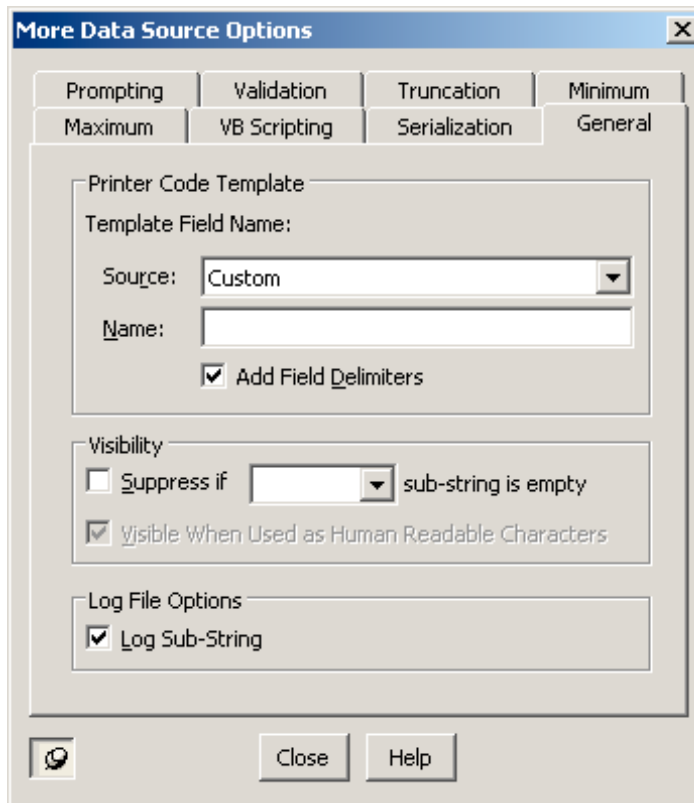 More Data Source Options
Prompting Validation Truncation Minimum
Maximum VB Scripting Serialization General
Printer Code Template
Template Field Name:
Source: Custom
Name:
Add Field Delimiters
Visibility
Suppress if sub-string is empty
Visible When Used as Human Readable Characters
Log File Options
Log Sub-String
Close Help